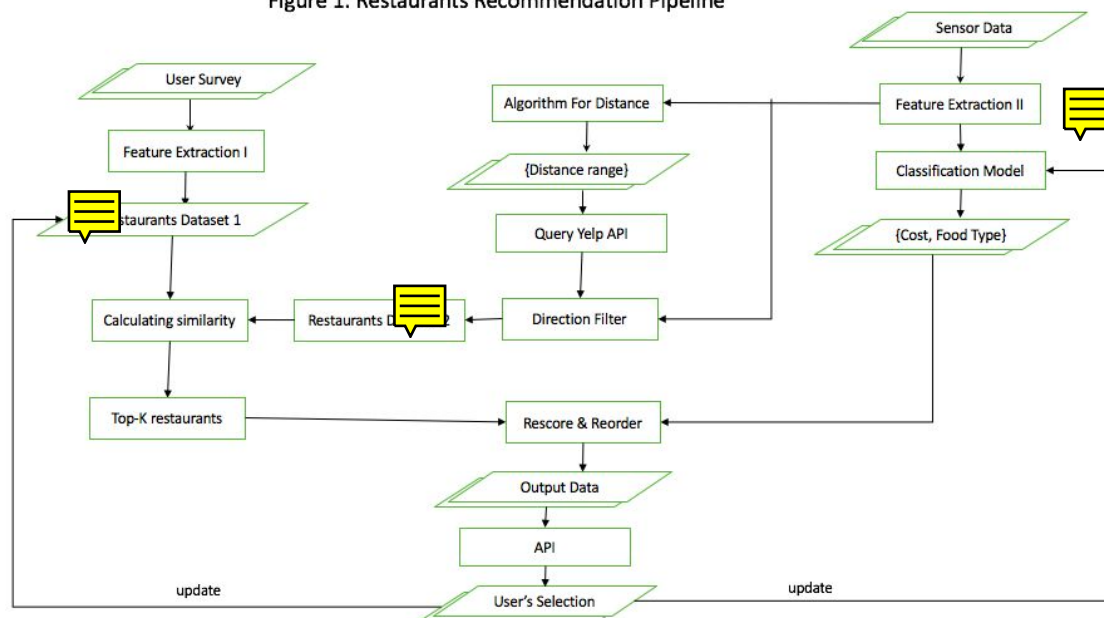 Figure 1. Restaurants Recommendation Pipeline
Sensor Data
User Survey
Algorithm For Distance
Feature Extraction II
Feature Extraction I
{Distance range}
Classification Model
staurants Dataset 1
Query Yelp API
{Cost, Food Type}
Calculating similarity
Restaurants D 2
Direction Filter
Top-K restaurants
Rescore & Reorder
Output Data
API
update
User's Selection
update